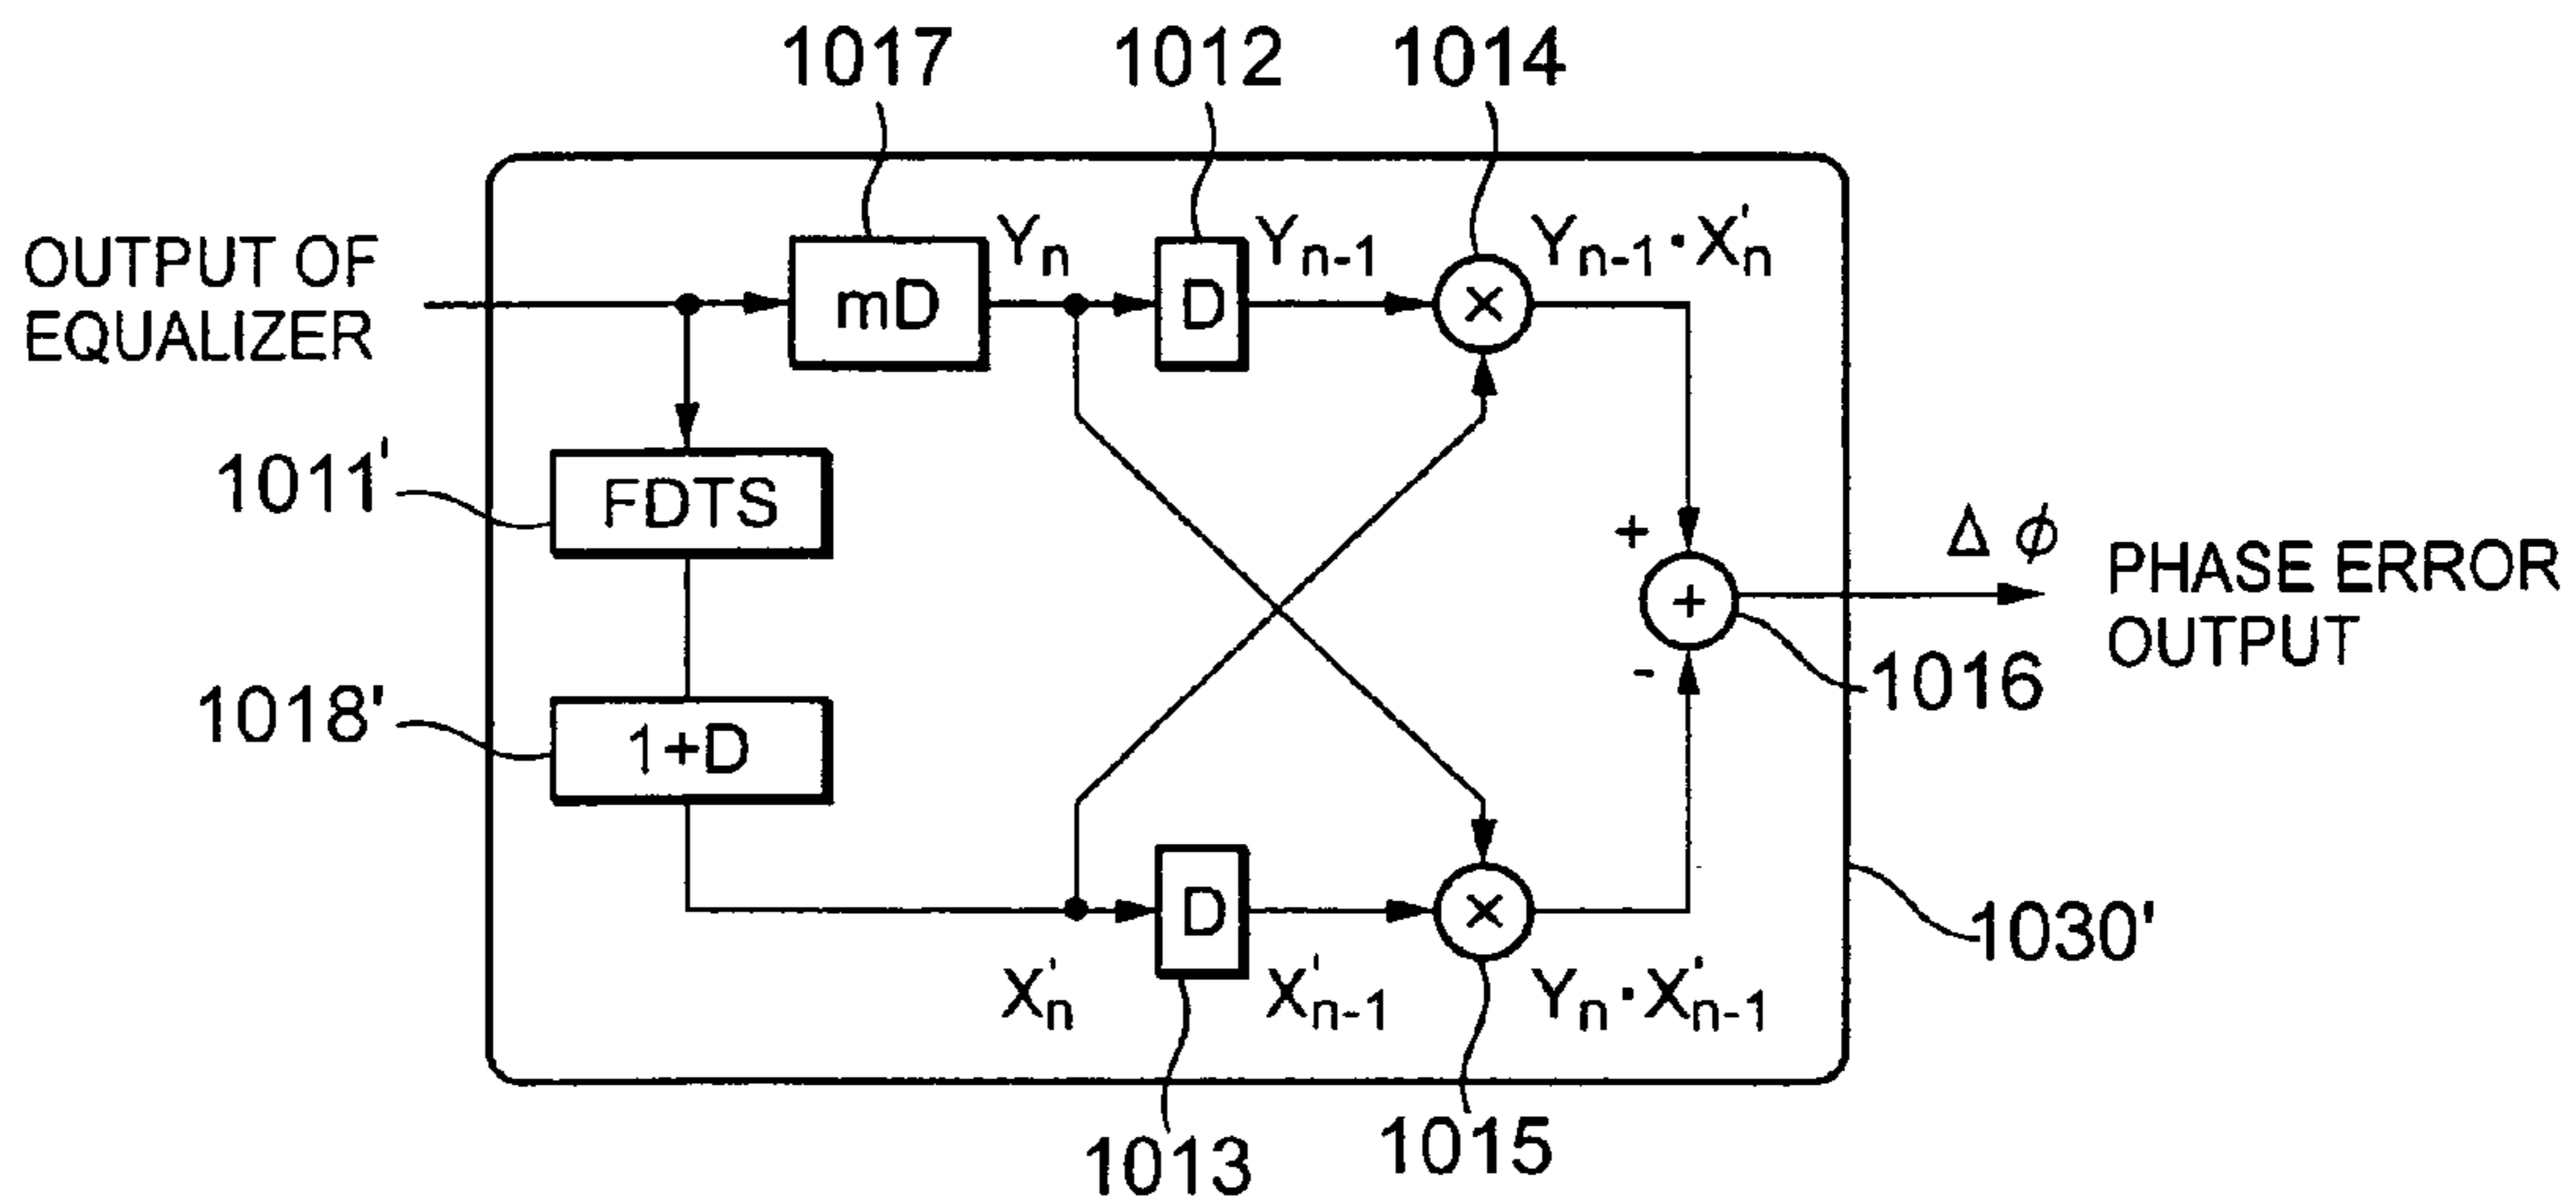 1017 1012 1014
OUTPUT OF
EQUALIZER
mD
Yₙ
D
Yₙ₋₁
×
Yₙ₋₁·X'ₙ
1011'
FDTS
1018'
1+D
+
+
-
Δϕ
PHASE ERROR
OUTPUT
1016
X'ₙ
D
X'ₙ₋₁
×
Yₙ·X'ₙ₋₁
1030'
1013
1015